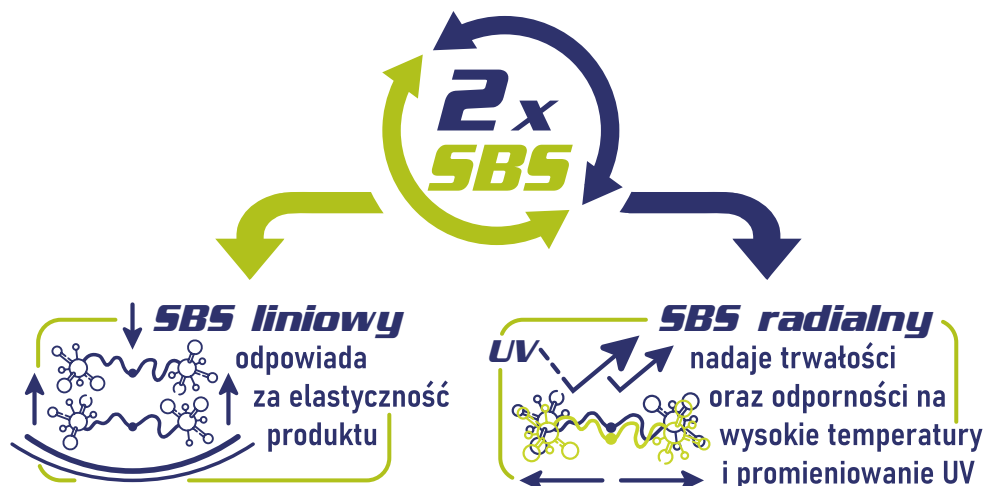 2x
SBS
SBS liniowy
odpowiada
za elastyczność
produktu
SBS radialny
UV
nadaje trwałości
oraz odporności na
wysokie temperatury
i promieniowanie UV